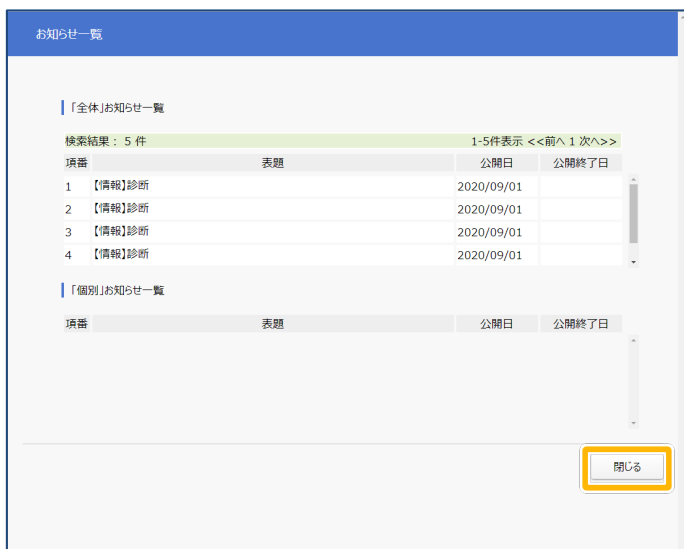 お知らせ一覧
「全体」お知らせ一覧
検索結果： 5 件 1-5件表示 <<前へ 1 次へ>>
項番 表題 公開日 公開終了日
1 【情報】診断 2020/09/01
2 【情報】診断 2020/09/01
3 【情報】診断 2020/09/01
4 【情報】診断 2020/09/01
「個別」お知らせ一覧
項番 表題 公開日 公開終了日
閉じる